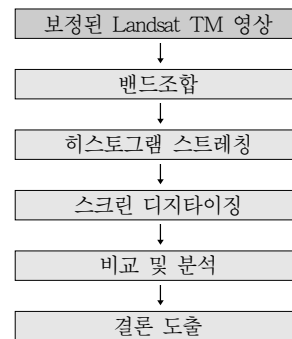 보정된 Landsat TM 영상
밴드조합
히스토그램 스트레칭
스크린 디지타이징
비교 및 분석
결론 도출